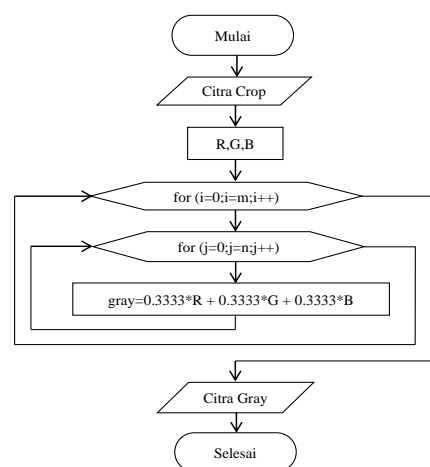 Mulai
Citra Crop
R,G,B
for (i=0;i=m;i++)
for (j=0;j=n;j++)
gray=0.3333*R + 0.3333*G + 0.3333*B
Citra Gray
Selesai